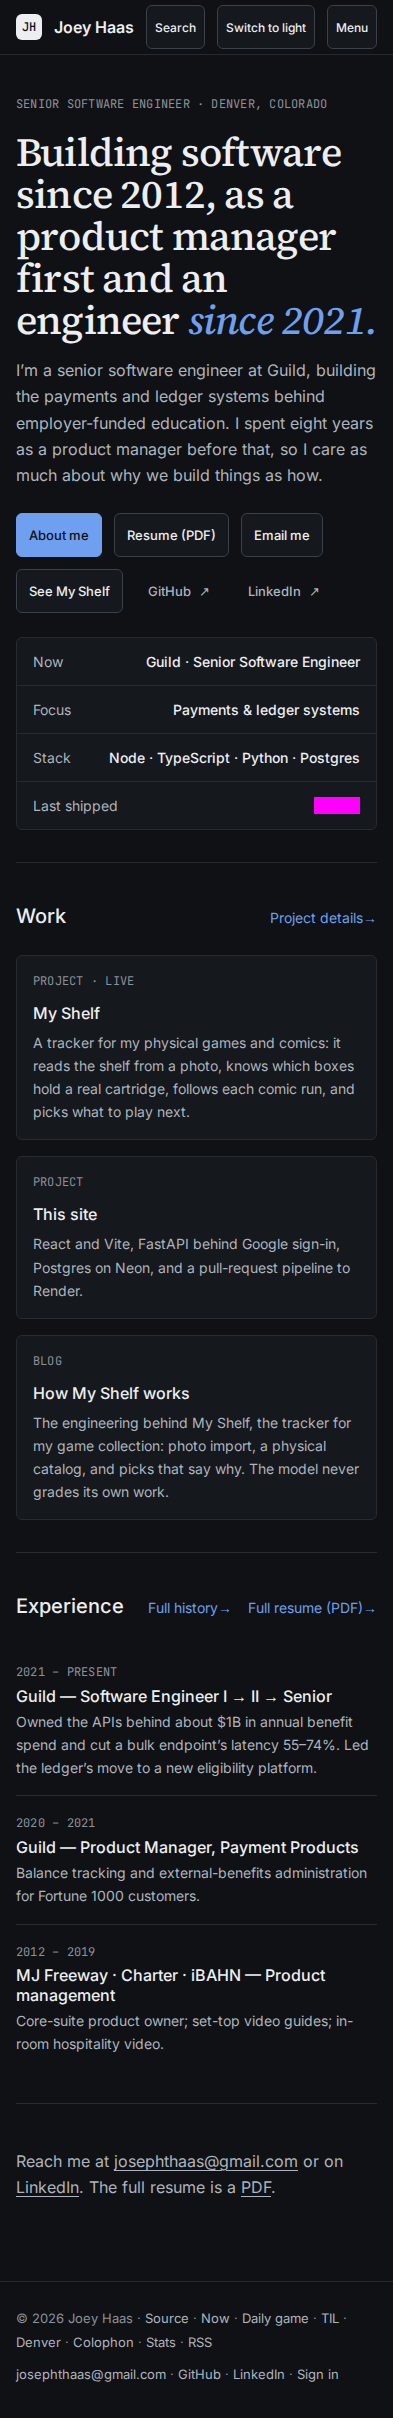 JH Joey Haas Search Switch to light Menu
SENIOR SOFTWARE ENGINEER · DENVER, COLORADO
Building software
since 2012, as a
product manager
first and an
engineer since 2021.
I’m a senior software engineer at Guild, building
the payments and ledger systems behind
employer-funded education. I spent eight years
as a product manager before that, so I care as
much about why we build things as how.
About me Resume (PDF) Email me
See My Shelf GitHub ↗ LinkedIn ↗
Now Guild · Senior Software Engineer
Focus Payments & ledger systems
Stack Node · TypeScript · Python · Postgres
Last shipped
Work Project details→
PROJECT · LIVE
My Shelf
A tracker for my physical games and comics: it
reads the shelf from a photo, knows which boxes
hold a real cartridge, follows each comic run, and
picks what to play next.
PROJECT
This site
React and Vite, FastAPI behind Google sign-in,
Postgres on Neon, and a pull-request pipeline to
Render.
BLOG
How My Shelf works
The engineering behind My Shelf, the tracker for
my game collection: photo import, a physical
catalog, and picks that say why. The model never
grades its own work.
Experience Full history→ Full resume (PDF)→
2021 – PRESENT
Guild — Software Engineer I → II → Senior
Owned the APIs behind about $1B in annual benefit
spend and cut a bulk endpoint’s latency 55–74%. Led
the ledger’s move to a new eligibility platform.
2020 – 2021
Guild — Product Manager, Payment Products
Balance tracking and external-benefits administration
for Fortune 1000 customers.
2012 – 2019
MJ Freeway · Charter · iBAHN — Product
management
Core-suite product owner; set-top video guides; in-
room hospitality video.
Reach me at josephthaas@gmail.com or on
LinkedIn. The full resume is a PDF.
© 2026 Joey Haas · Source · Now · Daily game · TIL ·
Denver · Colophon · Stats · RSS
josephthaas@gmail.com · GitHub · LinkedIn · Sign in